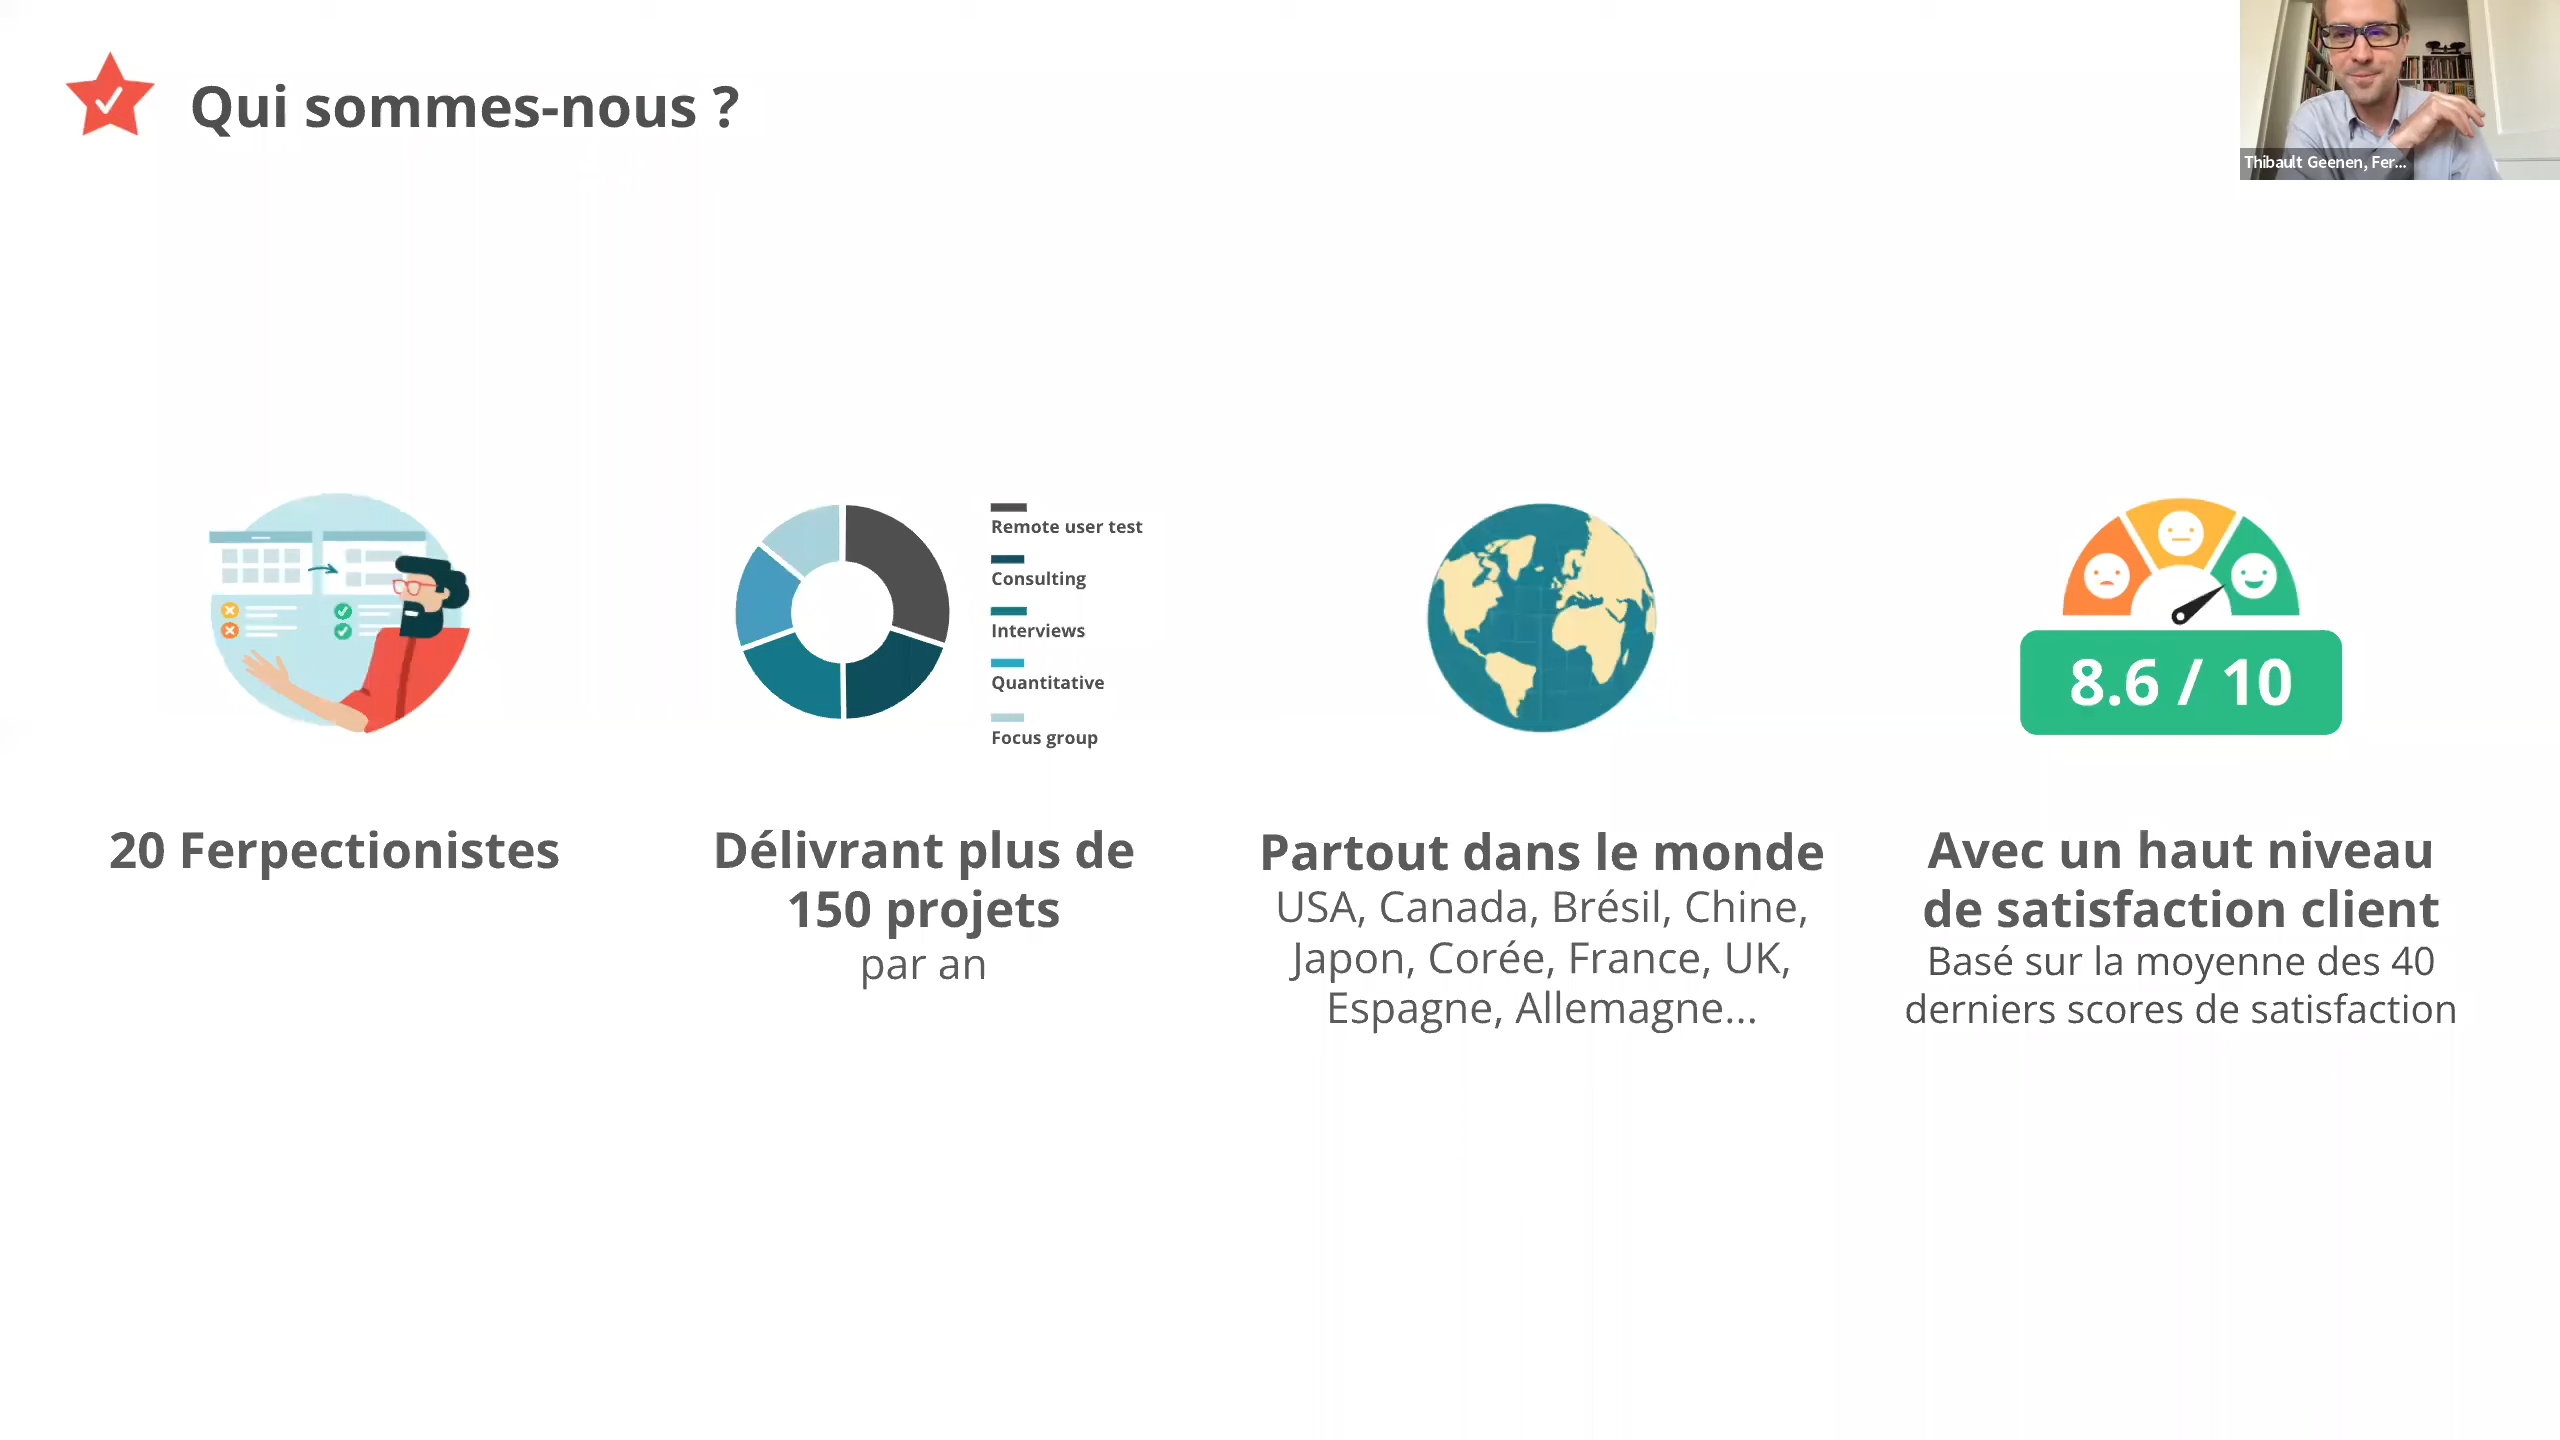 Qui sommes-nous ?
Thibault Geenen, Fer...
Remote user test
Consulting
Interviews
Quantitative
Focus group
8.6 / 10
20 Ferpectionistes
Délivrant plus de
150 projets
par an
Partout dans le monde
USA, Canada, Brésil, Chine,
Japon, Corée, France, UK,
Espagne, Allemagne...
Avec un haut niveau
de satisfaction client
Basé sur la moyenne des 40
derniers scores de satisfaction